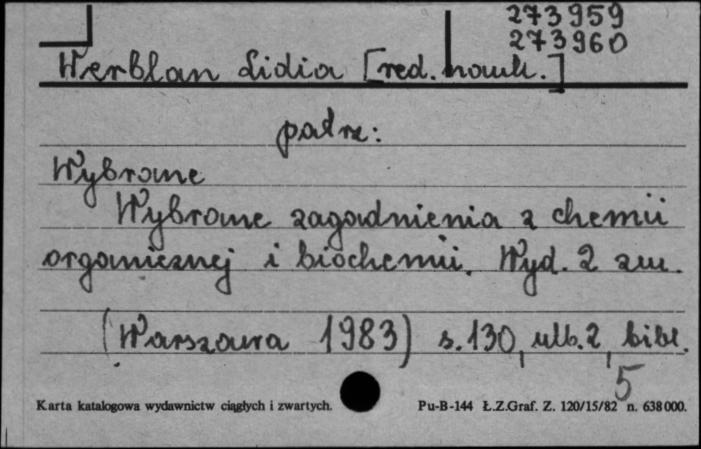 273959
273960
Werblan Lidia [red. nauk.]
patrz:
Wybrane
Wybrane zagadnienia z chemii
organicznej i biochemii. Wyd. 2 zm.
(Warszawa 1983) s.130, ulb.2, bibl.
5
Karta katalogowa wydawnictw ciągłych i zwartych. Pu-B-144 Ł.Z.Graf. Z. 120/15/82 n. 638 000.